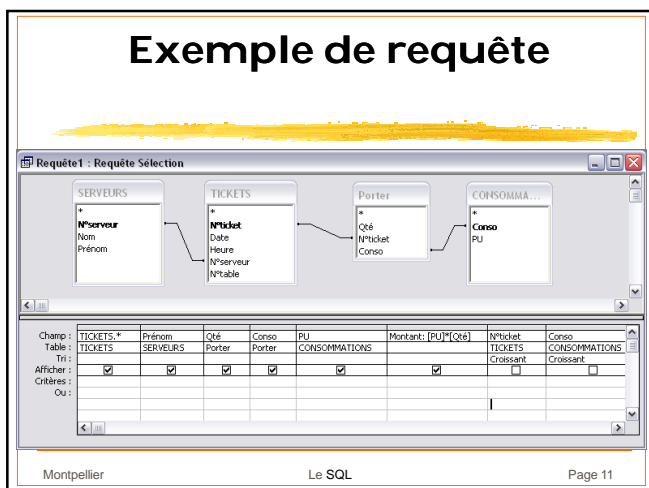 Exemple de requête
Requête1 : Requête Sélection
SERVEURS
*
N°serveur
Nom
Prénom
TICKETS
*
N°ticket
Date
Heure
N°serveur
N°table
Porter
*
Qté
N°ticket
Conso
CONSOMMA...
*
Conso
PU
Champ : TICKETS.* Prénom Qté Conso PU Montant: [PU]*[Qté] N°ticket Conso
Table : TICKETS SERVEURS Porter Porter CONSOMMATIONS TICKETS CONSOMMATIONS
Tri : Croissant Croissant
Afficher :
Critères :
Ou :
Montpellier Le SQL Page 11